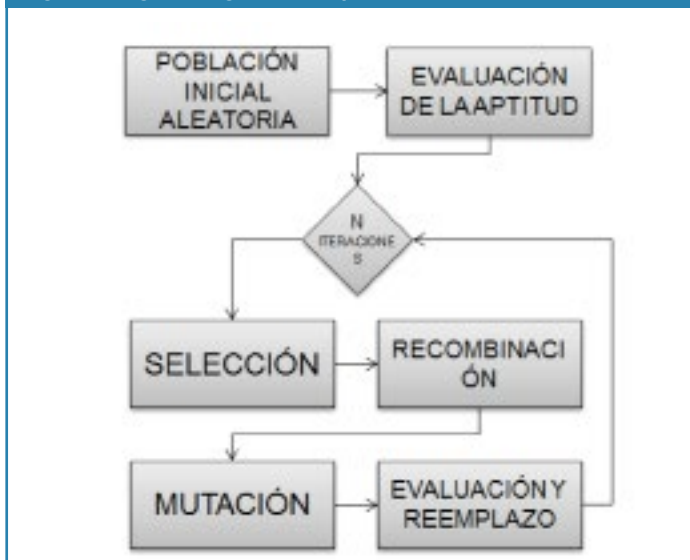 POBLACIÓN
INICIAL
ALEATORIA
EVALUACIÓN
DE LA APTITUD
N
ITERACIONE
S
SELECCIÓN
RECOMBINACI
ÓN
MUTACIÓN
EVALUACIÓN Y
REEMPLAZO